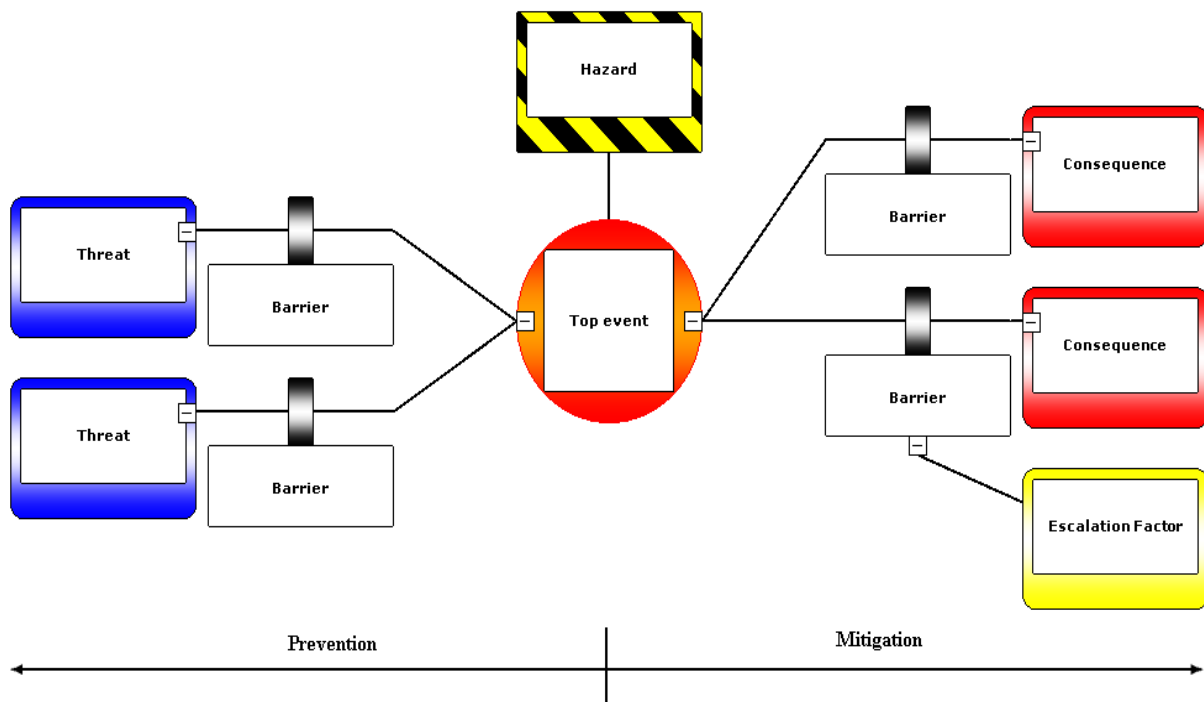 Hazard
Consequence
Barrier
Threat
Barrier
Top event
Consequence
Barrier
Threat
Barrier
Escalation Factor
Prevention
Mitigation